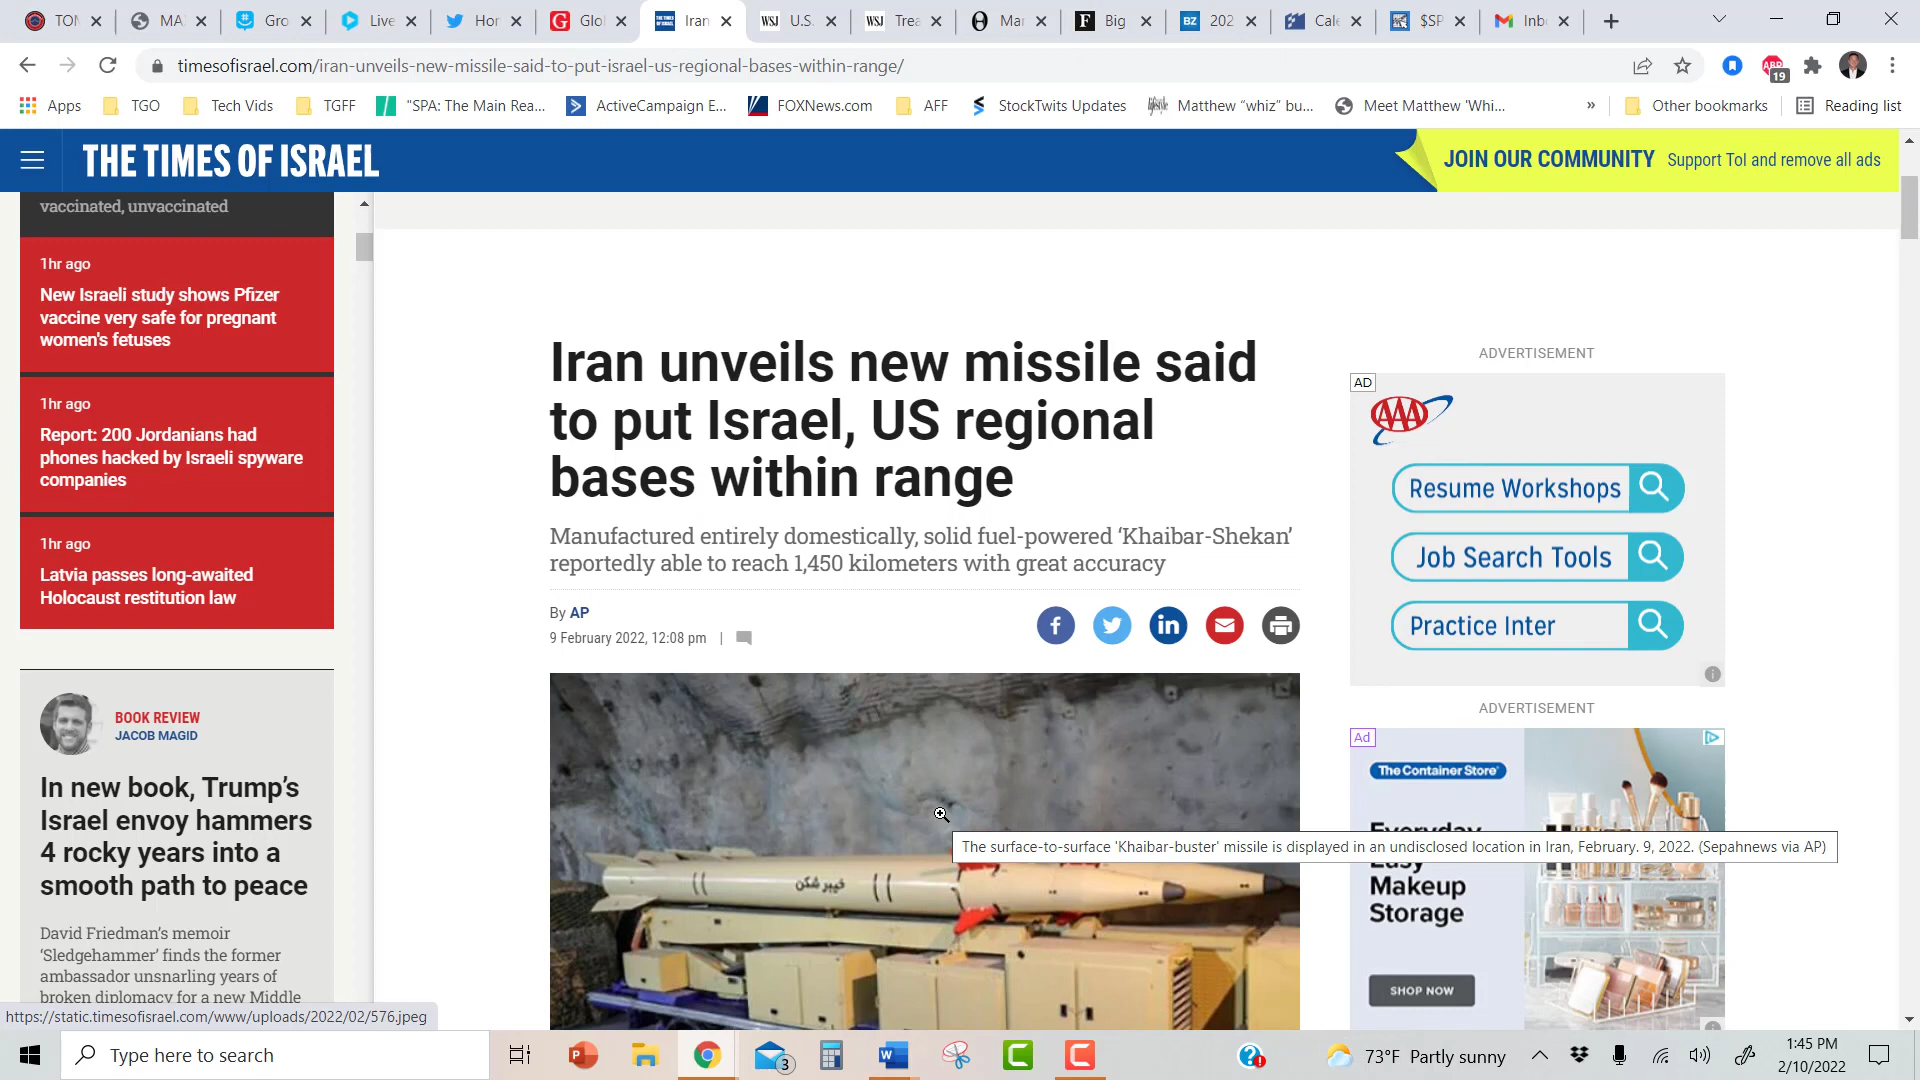 TON
MA
Gro
Live
Hor
Glo
Iran
U.S.
Trea
Mar
Big
202
Cale
$SP
Inb
timesofisrael.com/iran-unveils-new-missile-said-to-put-israel-us-regional-bases-within-range/
19
Apps
TGO
Tech Vids
TGFF
"SPA: The Main Rea...
ActiveCampaign E...
FOXNews.com
AFF
StockTwits Updates
Matthew “whiz” bu...
Meet Matthew 'Whi...
»
Other bookmarks
Reading list
THE TIMES OF ISRAEL
JOIN OUR COMMUNITY Support ToI and remove all ads
vaccinated, unvaccinated
1hr ago
New Israeli study shows Pfizer
vaccine very safe for pregnant
women's fetuses
1hr ago
Report: 200 Jordanians had
phones hacked by Israeli spyware
companies
1hr ago
Latvia passes long-awaited
Holocaust restitution law
BOOK REVIEW
JACOB MAGID
In new book, Trump’s
Israel envoy hammers
4 rocky years into a
smooth path to peace
David Friedman’s memoir
‘Sledgehammer’ finds the former
ambassador unsnarling years of
broken diplomacy for a new Middle
https://static.timesofisrael.com/www/uploads/2022/02/576.jpeg
Iran unveils new missile said
to put Israel, US regional
bases within range
Manufactured entirely domestically, solid fuel-powered ‘Khaibar-Shekan’
reportedly able to reach 1,450 kilometers with great accuracy
By AP
9 February 2022, 12:08 pm |
خیبر شکن
The surface-to-surface 'Khaibar-buster' missile is displayed in an undisclosed location in Iran, February. 9, 2022. (Sepahnews via AP)
ADVERTISEMENT
AD
AAA
Resume Workshops
Job Search Tools
Practice Inter
ADVERTISEMENT
Ad
The Container Store
Everyday
Easy
Makeup
Storage
SHOP NOW
Type here to search
3
73°F Partly sunny
1:45 PM
2/10/2022